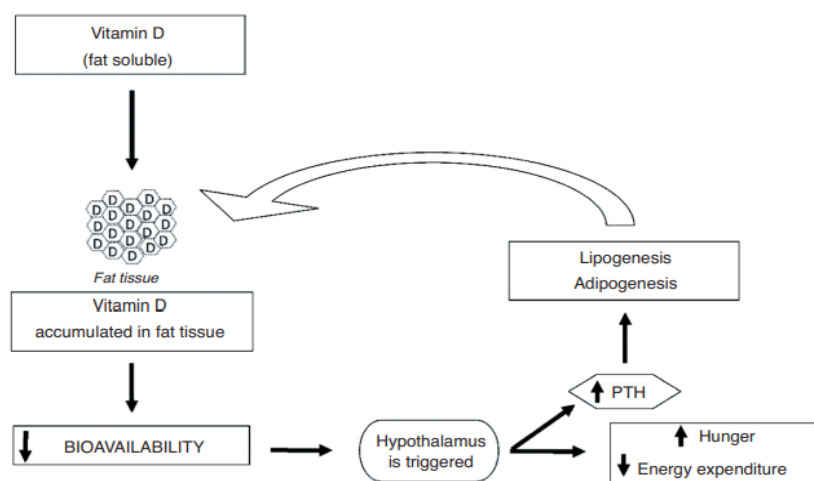 Vitamin D
(fat soluble)
D D D
D D D D
D D D D
D D D D
D
Fat tissue
Vitamin D
accumulated in fat tissue
BIOAVAILABILITY
Hypothalamus
is triggered
PTH
Lipogenesis
Adipogenesis
Hunger
Energy expenditure